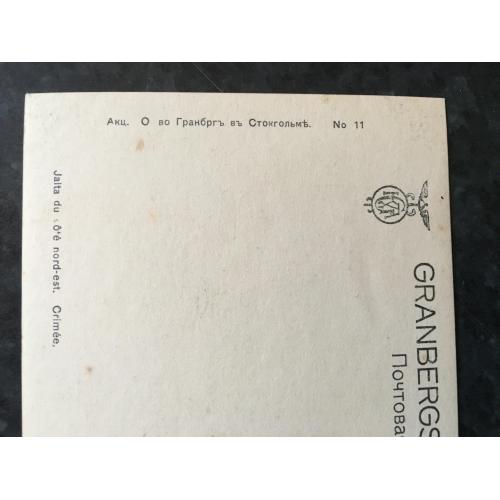 Акц. О во Гранбргъ въ Стокгольмѣ. No 11
Jalta du côté nord-est. Crimée.
GRANBERGS
Почтова